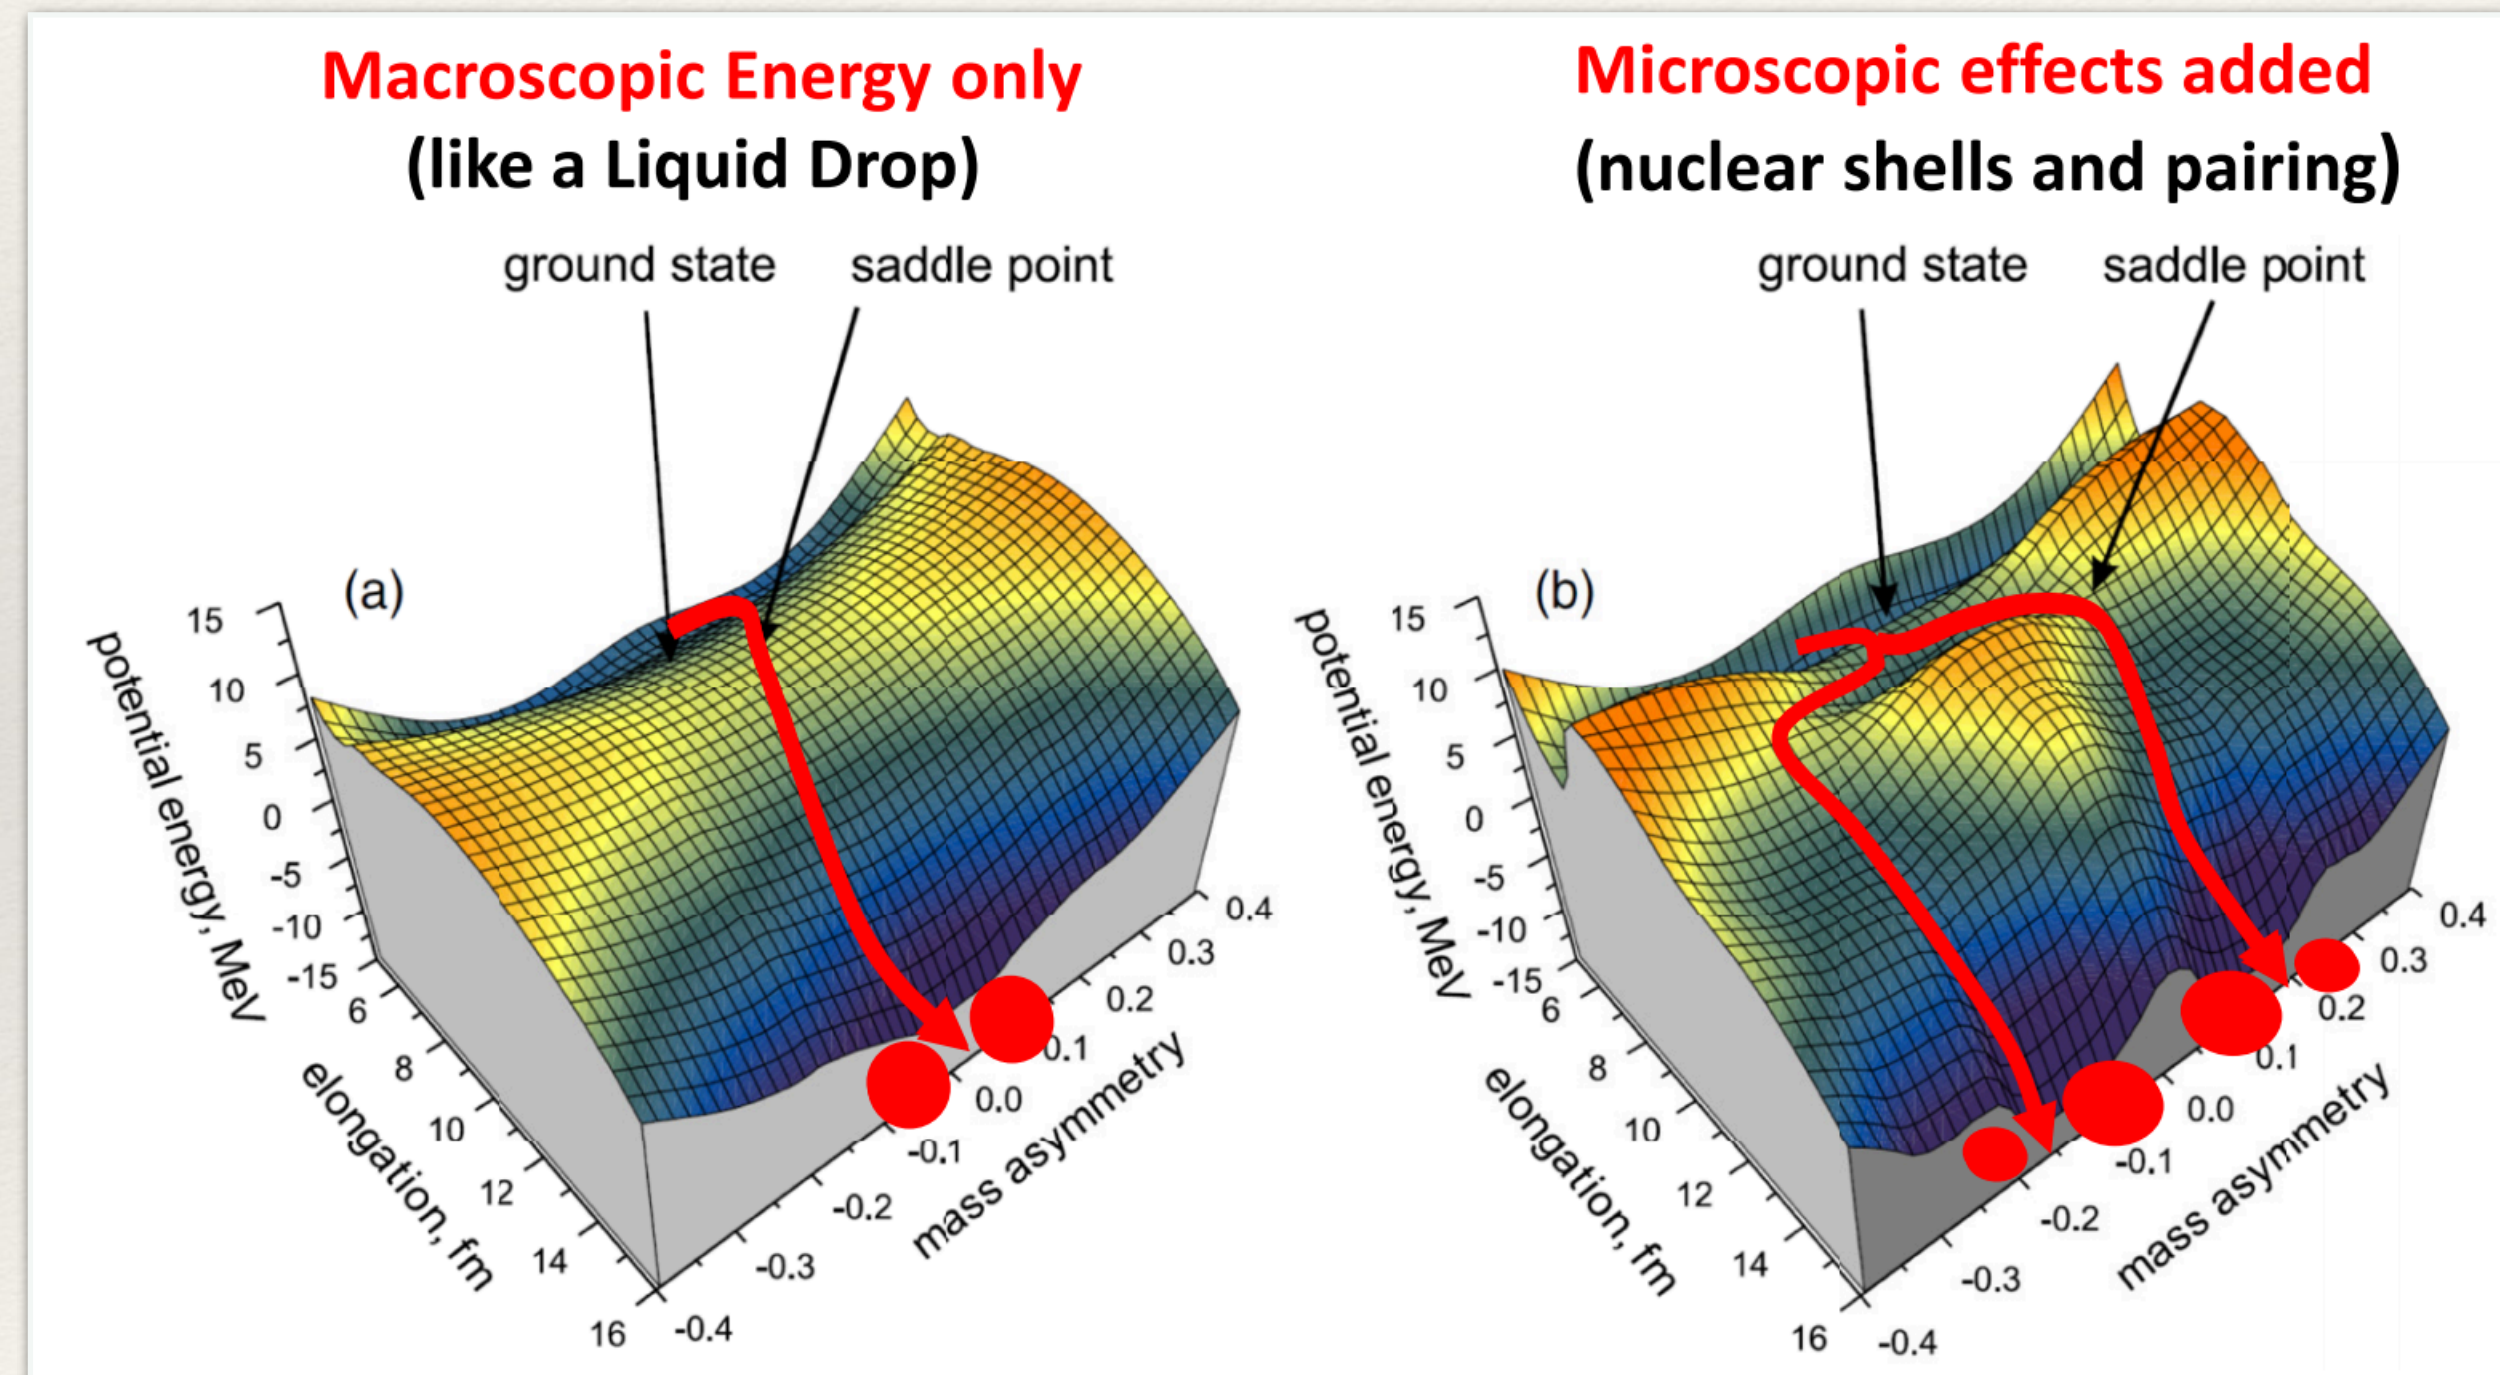 Macroscopic Energy only
(like a Liquid Drop)
ground state
saddle point
(a)
15
10
5
0
-5
-10
-15
potential energy, MeV
6
8
10
12
14
16
elongation, fm
-0.4
-0.3
-0.2
-0.1
0.0
0.1
0.2
0.3
0.4
mass asymmetry
Microscopic effects added
(nuclear shells and pairing)
ground state
saddle point
(b)
15
10
5
0
-5
-10
-15
potential energy, MeV
6
8
10
12
14
16
elongation, fm
-0.4
-0.3
-0.2
-0.1
0.0
0.1
0.2
0.3
0.4
mass asymmetry